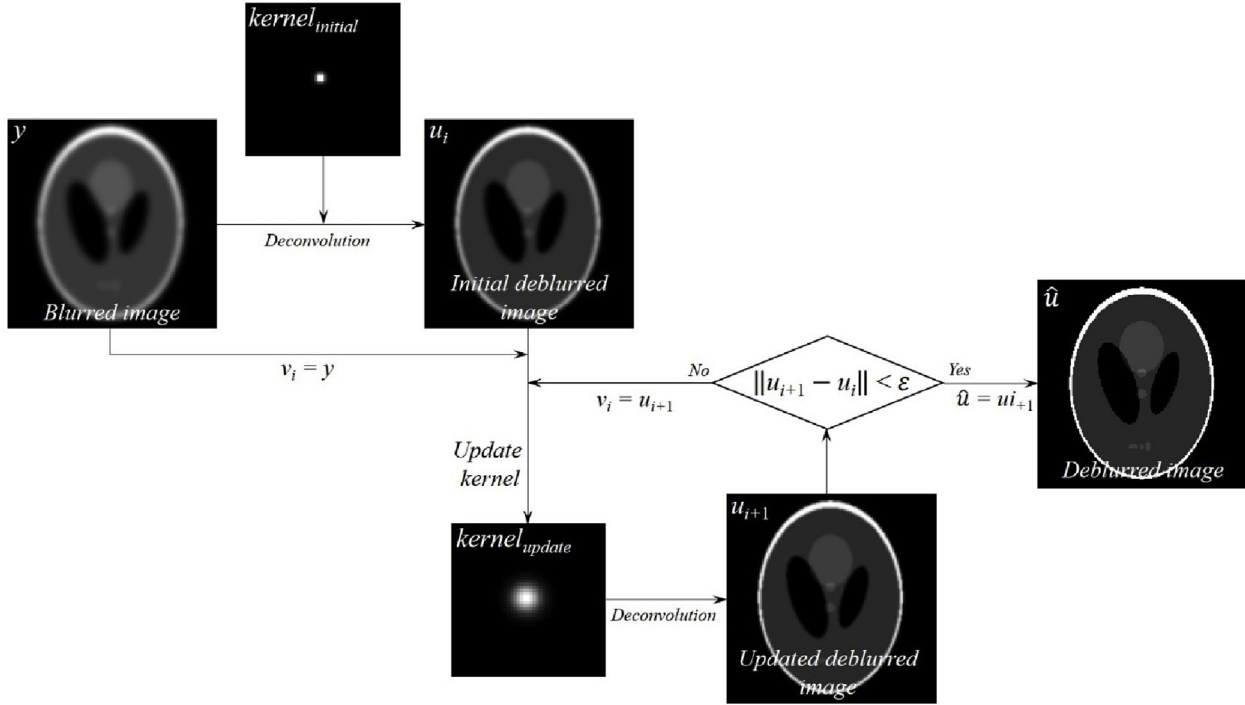 kernel_initial
y
u_i
Deconvolution
Blurred image
Initial deblurred
image
v_i = y
No
‖u_{i+1} − u_i‖ < ε
Yes
v_i = u_{i+1}
û = ui_{+1}
û
Deblurred image
Update
kernel
kernel_update
Deconvolution
u_{i+1}
Updated deblurred
image